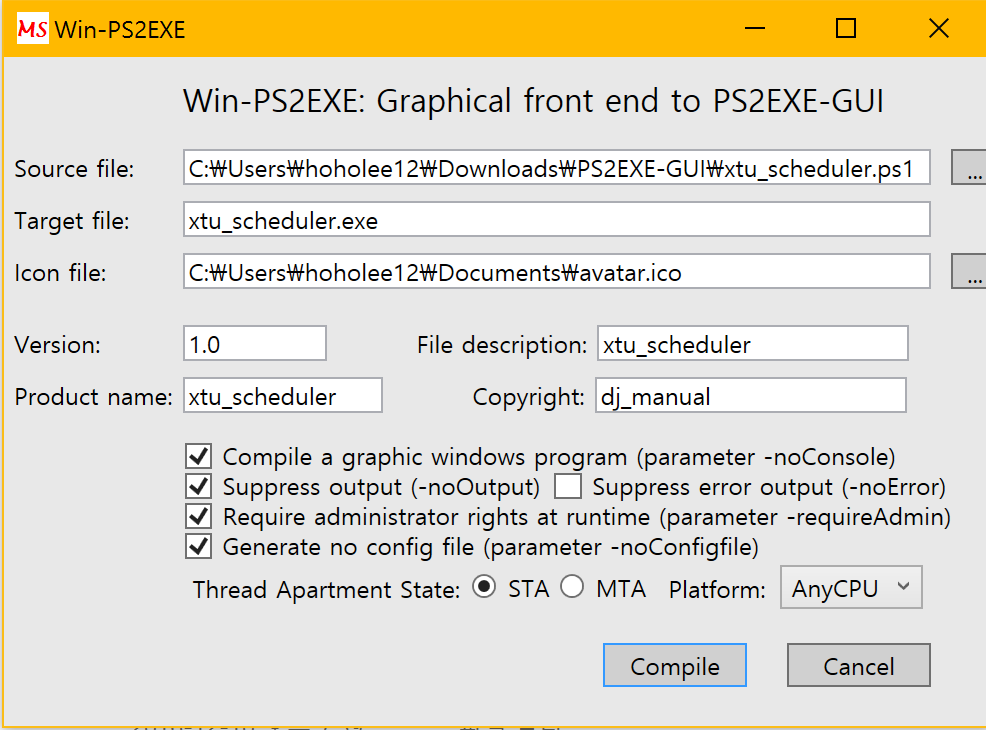 MS Win-PS2EXE
Win-PS2EXE: Graphical front end to PS2EXE-GUI
Source file: C:₩Users₩hoholee12₩Downloads₩PS2EXE-GUI₩xtu_scheduler.ps1 ...
Target file: xtu_scheduler.exe
Icon file: C:₩Users₩hoholee12₩Documents₩avatar.ico ...
Version: 1.0 File description: xtu_scheduler
Product name: xtu_scheduler Copyright: dj_manual
Compile a graphic windows program (parameter -noConsole)
Suppress output (-noOutput) Suppress error output (-noError)
Require administrator rights at runtime (parameter -requireAdmin)
Generate no config file (parameter -noConfigfile)
Thread Apartment State: STA MTA Platform: AnyCPU
Compile Cancel